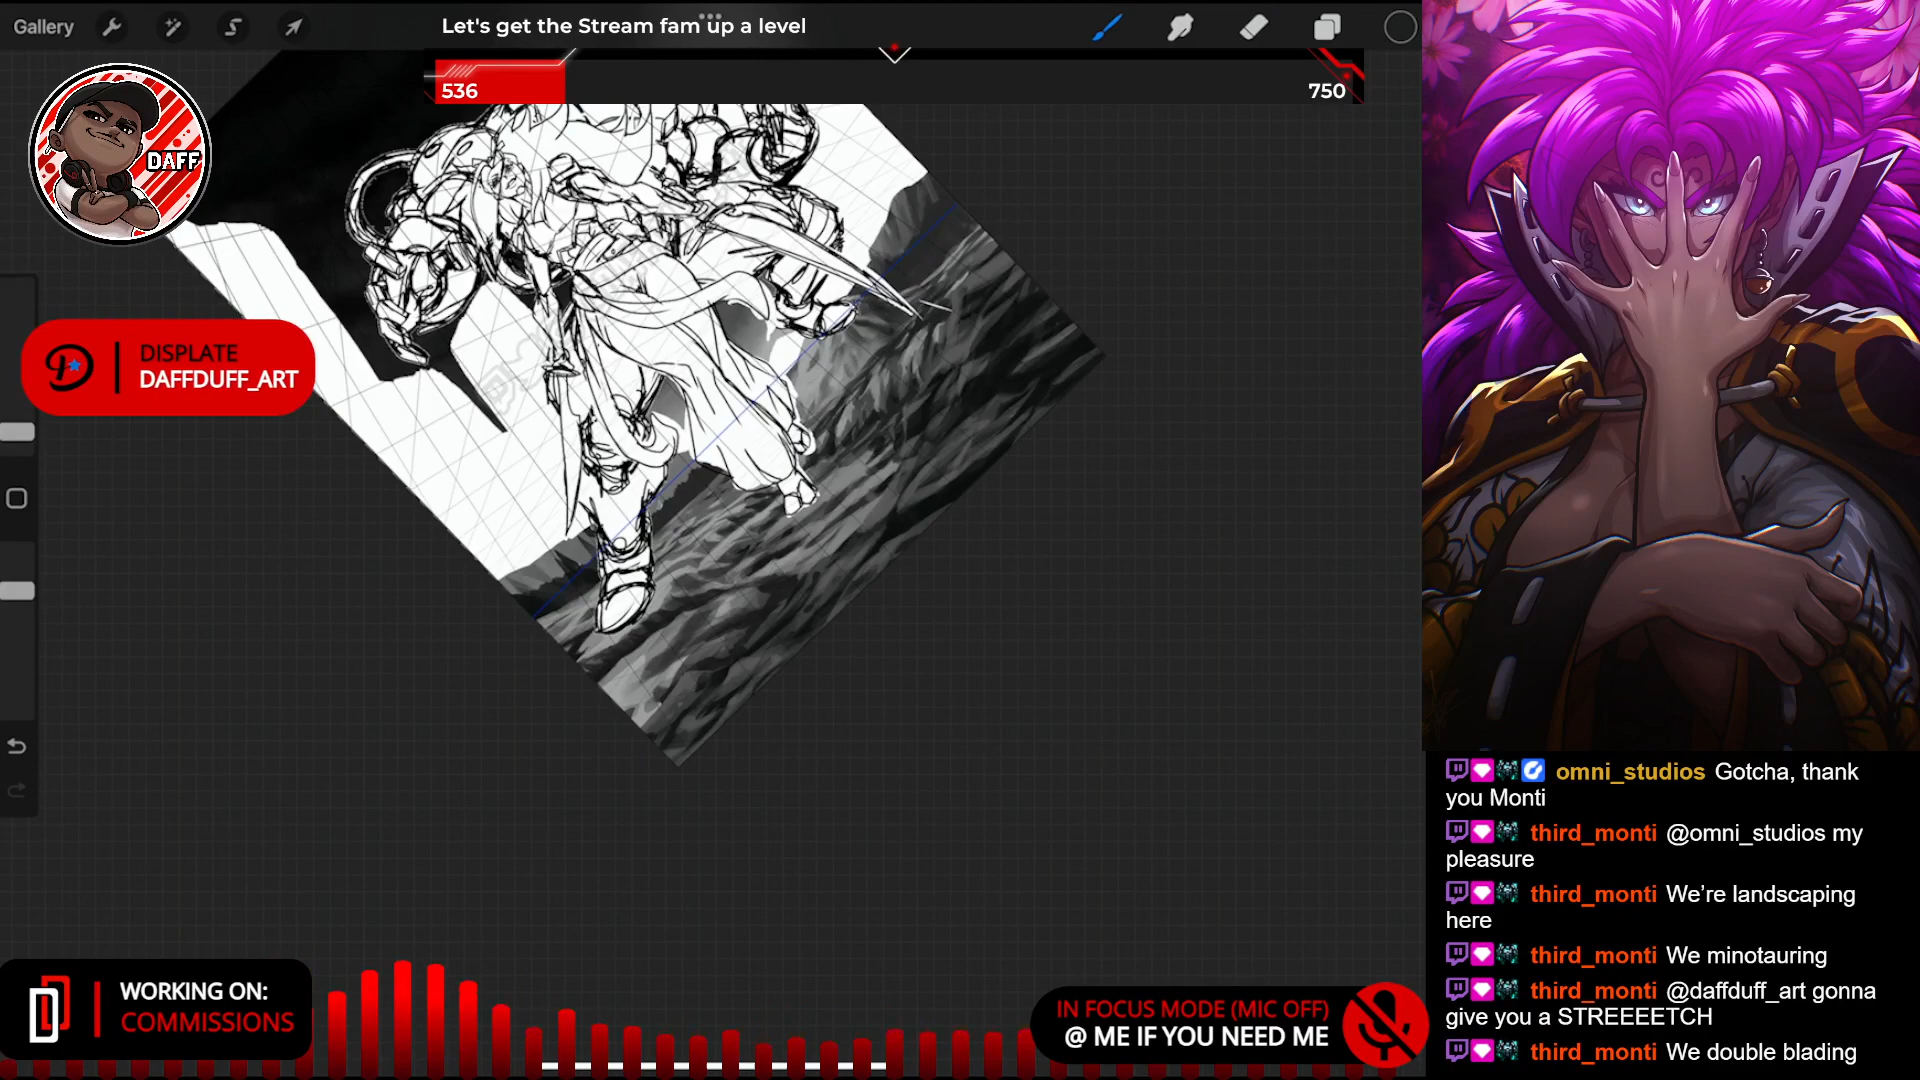 Gallery
Let's get the Stream fam up a level
536
750
DAFF
DISPLATE
DAFFDUFF_ART
omni_studios Gotcha, thank
you Monti
third_monti @omni_studios my
pleasure
third_monti We're landscaping
here
third_monti We minotauring
third_monti @daffduff_art gonna
give you a STREEEETCH
third_monti We double blading
WORKING ON:
COMMISSIONS
IN FOCUS MODE (MIC OFF)
@ ME IF YOU NEED ME